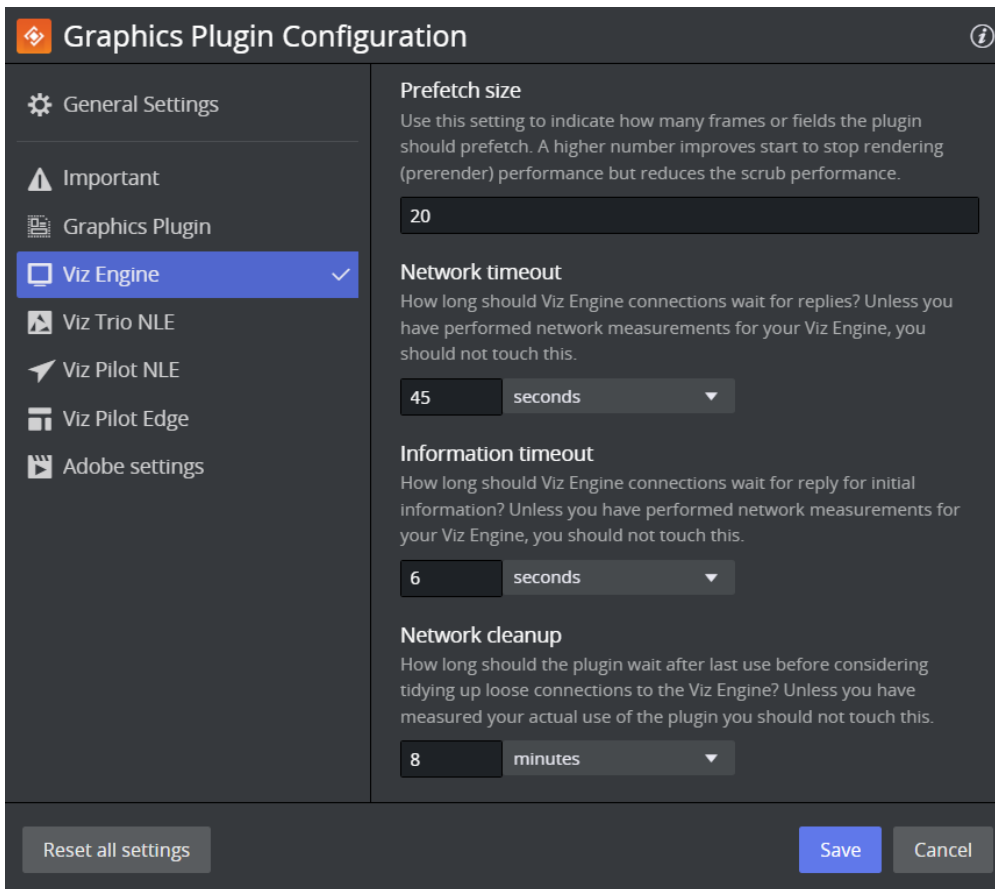 Graphics Plugin Configuration
General Settings
Important
Graphics Plugin
Viz Engine
Viz Trio NLE
Viz Pilot NLE
Viz Pilot Edge
Adobe settings
Prefetch size
Use this setting to indicate how many frames or fields the plugin
should prefetch. A higher number improves start to stop rendering
(prerender) performance but reduces the scrub performance.
20
Network timeout
How long should Viz Engine connections wait for replies? Unless you
have performed network measurements for your Viz Engine, you
should not touch this.
45 seconds
Information timeout
How long should Viz Engine connections wait for reply for initial
information? Unless you have performed network measurements for
your Viz Engine, you should not touch this.
6 seconds
Network cleanup
How long should the plugin wait after last use before considering
tidying up loose connections to the Viz Engine? Unless you have
measured your actual use of the plugin you should not touch this.
8 minutes
Reset all settings
Save
Cancel